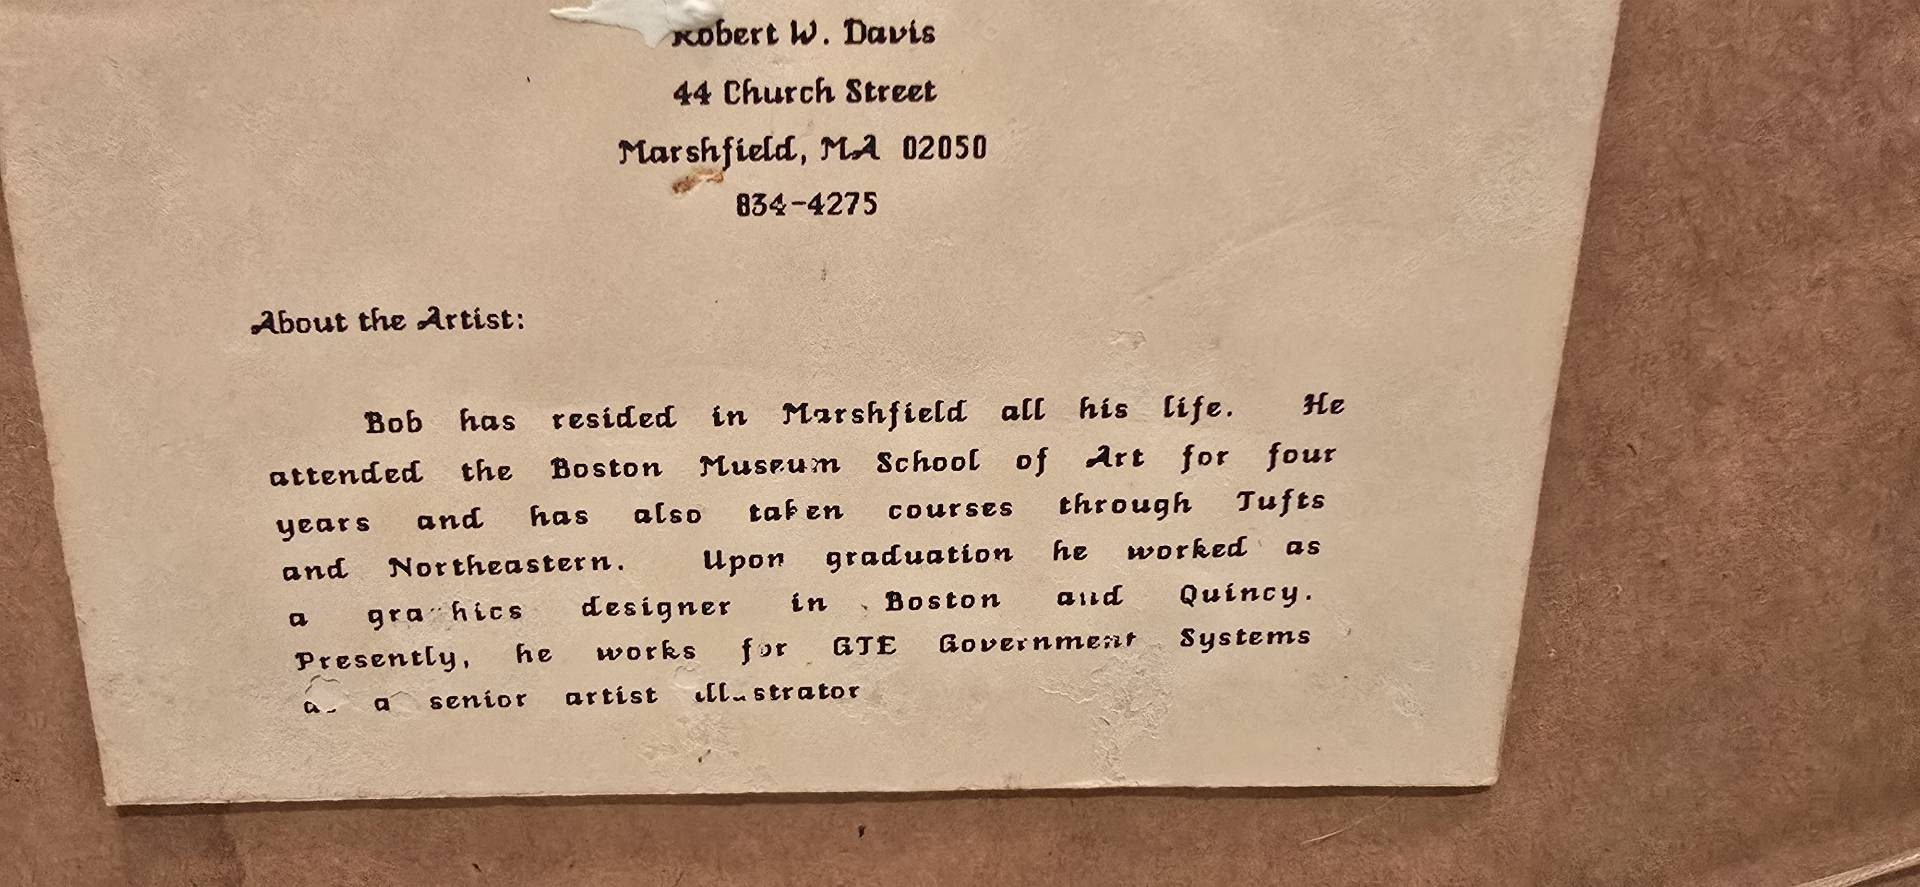 Robert W. Davis
44 Church Street
Marshfield, MA 02050
834-4275
About the Artist:
Bob has resided in Marshfield all his life. He
attended the Boston Museum School of Art for four
years and has also taken courses through Tufts
and Northeastern. Upon graduation he worked as
a graphics designer in Boston and Quincy.
Presently, he works for GTE Government Systems
as a senior artist illustrator